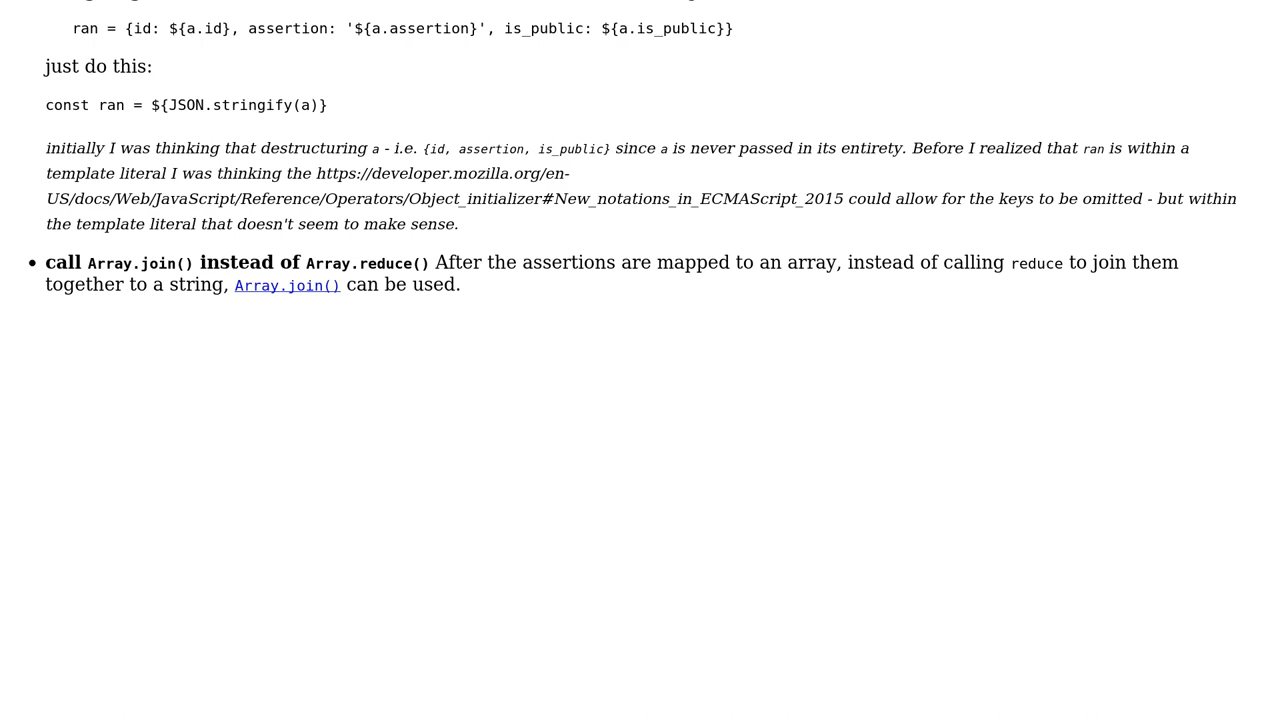 ran = {id: ${a.id}, assertion: '${a.assertion}', is_public: ${a.is_public}}
just do this:
const ran = ${JSON.stringify(a)}
initially I was thinking that destructuring a - i.e. {id, assertion, is_public} since a is never passed in its entirety. Before I realized that ran is within a
template literal I was thinking the https://developer.mozilla.org/en-
US/docs/Web/JavaScript/Reference/Operators/Object_initializer#New_notations_in_ECMAScript_2015 could allow for the keys to be omitted - but within
the template literal that doesn't seem to make sense.
• call Array.join() instead of Array.reduce() After the assertions are mapped to an array, instead of calling reduce to join them
together to a string, Array.join() can be used.